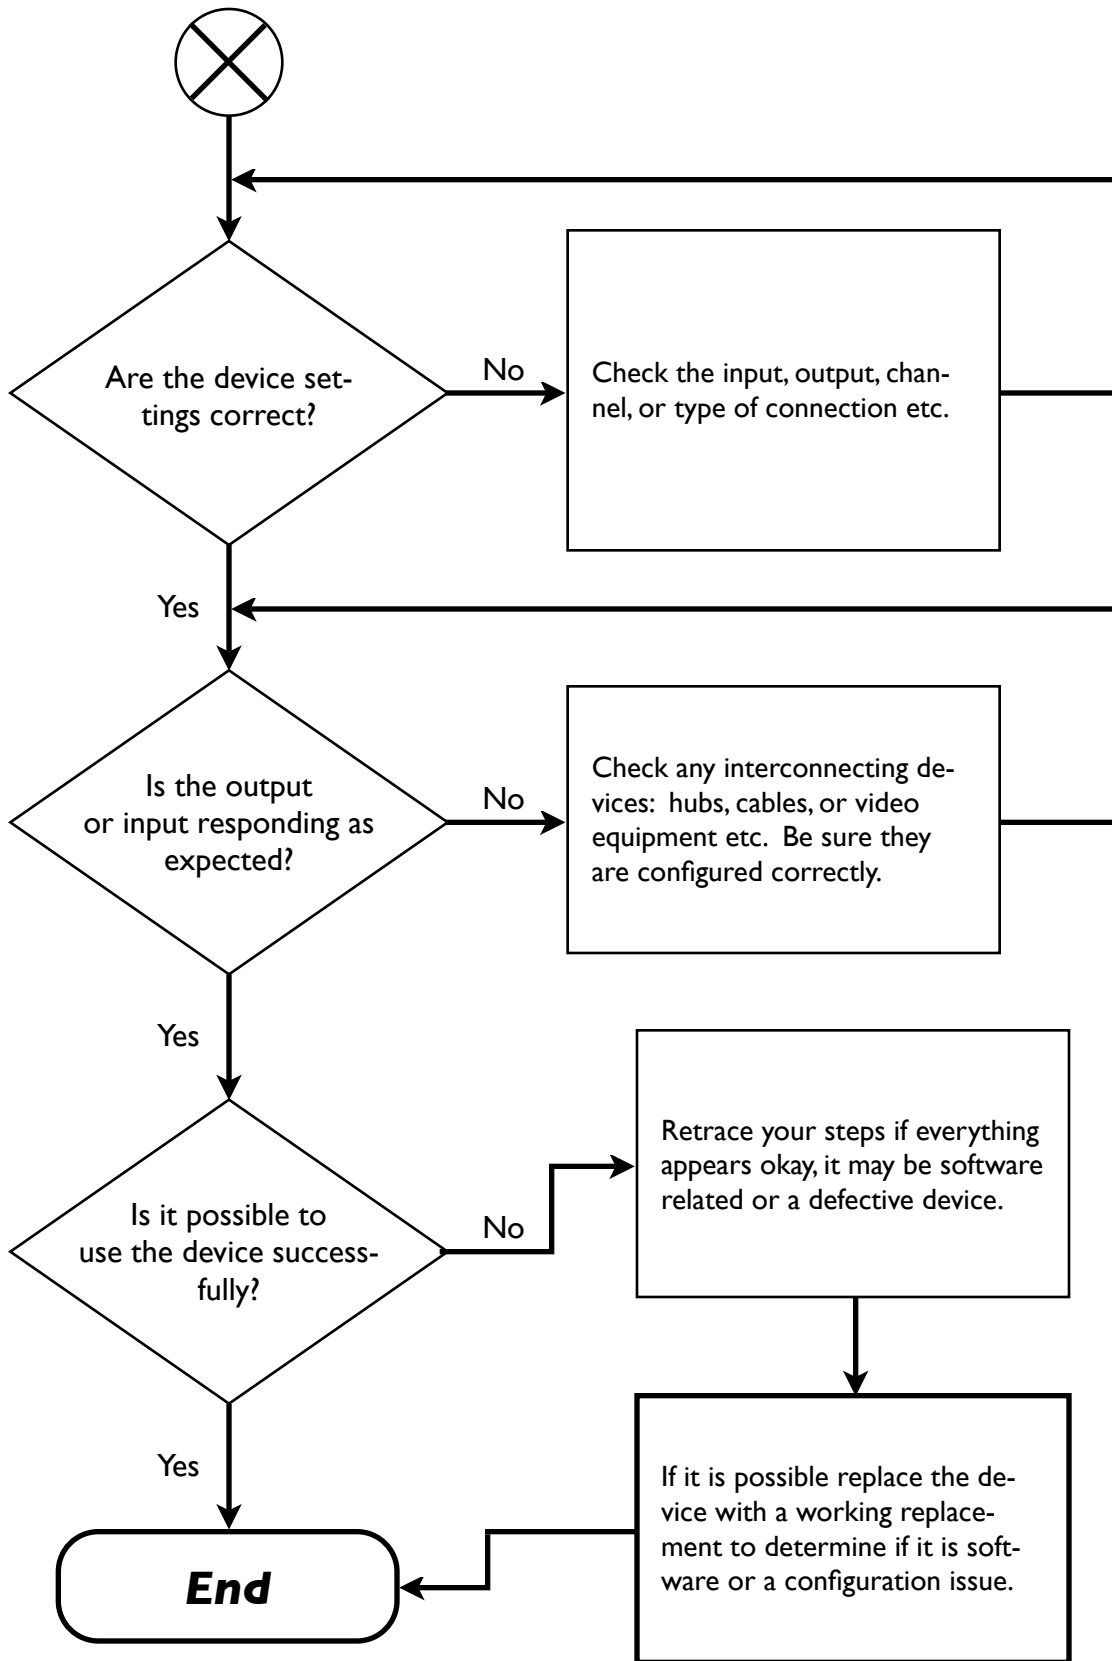 Are the device set-
tings correct?
No
Check the input, output, chan-
nel, or type of connection etc.
Yes
Is the output
or input responding as
expected?
No
Check any interconnecting de-
vices:  hubs, cables, or video
equipment etc.  Be sure they
are configured correctly.
Yes
Is it possible to
use the device success-
fully?
No
Retrace your steps if everything
appears okay, it may be software
related or a defective device.
If it is possible replace the de-
vice with a working replace-
ment to determine if it is soft-
ware or a configuration issue.
Yes
End